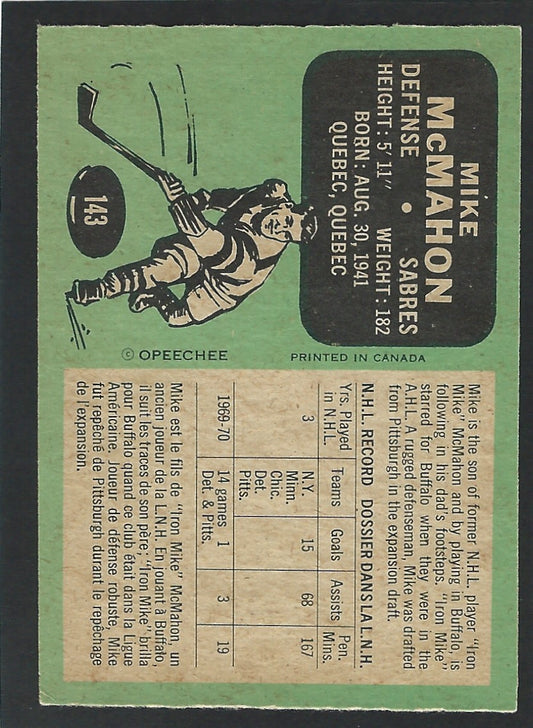 MIKE
McMAHON
DEFENSE • SABRES
HEIGHT: 5'11" WEIGHT: 182
BORN: AUG. 30, 1941
QUEBEC, QUEBEC
143
© OPEECHEE
PRINTED IN CANADA
Mike is the son of former N.H.L. player "Iron
Mike" McMahon and by playing in Buffalo, is
following in his dad's footsteps. "Iron Mike"
starred for Buffalo when they were in the
A.H.L. A rugged defenseman, Mike was drafted
from Pittsburgh in the expansion draft.
N.H.L. RECORD DOSSIER DANS LA L.N.H.
Yrs. Played in N.H.L. Teams Goals Assists Pen. Mins.
3 N.Y. 15 68 167
Minn.
Chic.
Det.
Pitts.
1969-70 14 games 1 3 19
Det. & Pitts.
Mike est le fils de "Iron Mike" McMahon, un
ancien joueur de la L.N.H. En jouant à Buffalo,
il suit les traces de son père; "Iron Mike" brilla
pour Buffalo quand ce club était dans la Ligue
Américaine. Joueur de défense robuste, Mike
fut repêché de Pittsburgh durant le repêchage
de l'expansion.